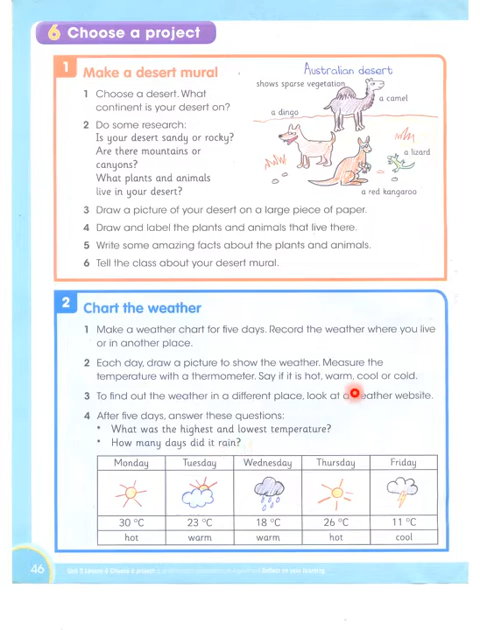 6 Choose a project
1 Make a desert mural
1 Choose a desert. What
continent is your desert on?
2 Do some research:
Is your desert sandy or rocky?
Are there mountains or
canyons?
What plants and animals
live in your desert?
Australian desert
shows sparse vegetation
a camel
a dingo
a lizard
a red kangaroo
3 Draw a picture of your desert on a large piece of paper.
4 Draw and label the plants and animals that live there.
5 Write some amazing facts about the plants and animals.
6 Tell the class about your desert mural.
2 Chart the weather
1 Make a weather chart for five days. Record the weather where you live
or in another place.
2 Each day, draw a picture to show the weather. Measure the
temperature with a thermometer. Say if it is hot, warm, cool or cold.
3 To find out the weather in a different place, look at a eather website.
4 After five days, answer these questions:
• What was the highest and lowest temperature?
• How many days did it rain?
Monday Tuesday Wednesday Thursday Friday
30 °C 23 °C 18 °C 26 °C 11 °C
hot warm warm hot cool
46 Unit 3 Lesson 6 Choose a project